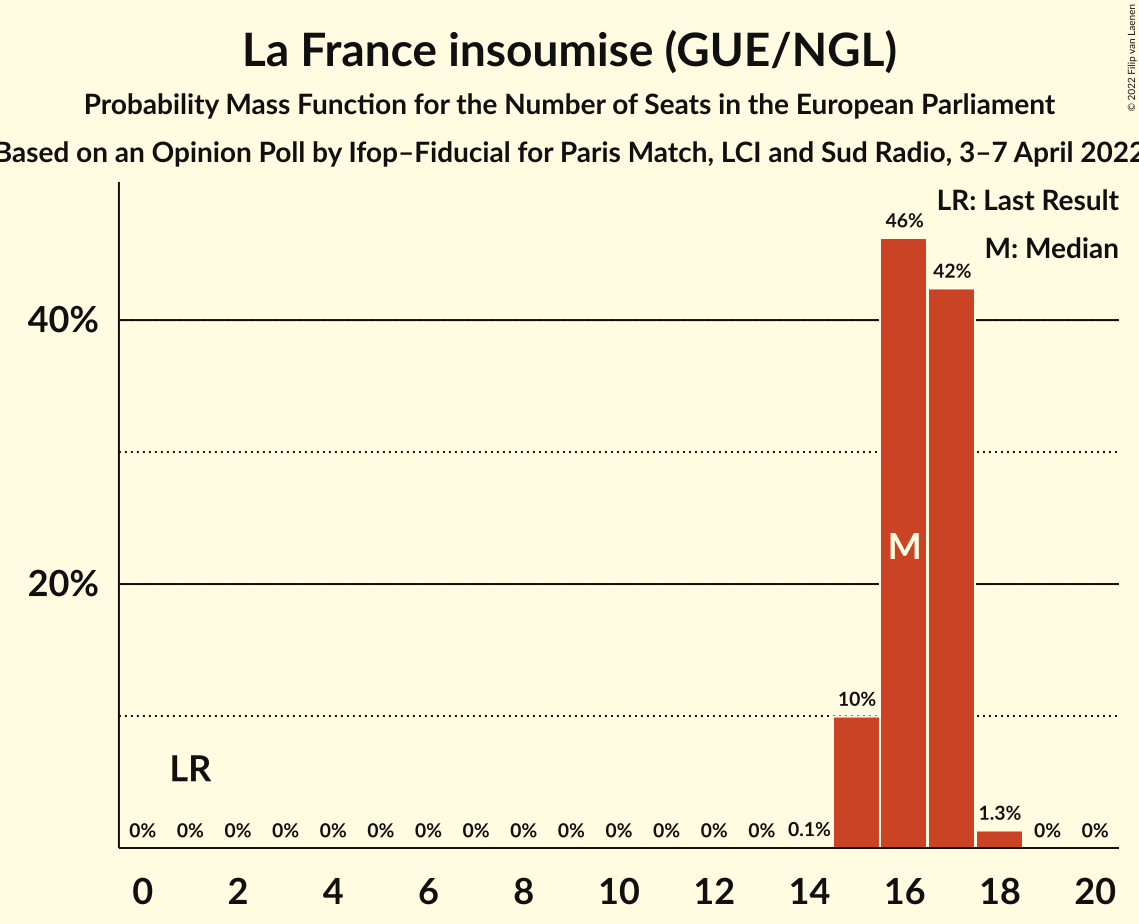 La France insoumise (GUE/NGL)
Probability Mass Function for the Number of Seats in the European Parliament
Based on an Opinion Poll by Ifop–Fiducial for Paris Match, LCI and Sud Radio, 3–7 April 2022
© 2022 Filip van Laenen
LR: Last Result
M: Median
46%
42%
40%
M
20%
10%
LR
0% 0% 0% 0% 0% 0% 0% 0% 0% 0% 0% 0% 0% 0% 0.1% 1.3% 0% 0%
0 2 4 6 8 10 12 14 16 18 20